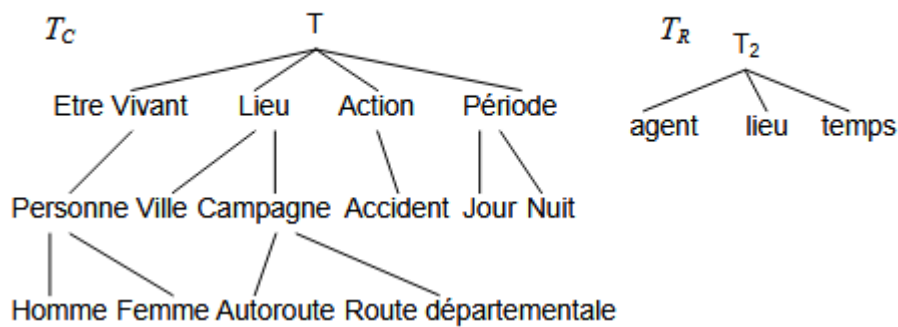 T_C T T_R T₂
Etre Vivant Lieu Action Période agent lieu temps
Personne Ville Campagne Accident Jour Nuit
Homme Femme Autoroute Route départementale